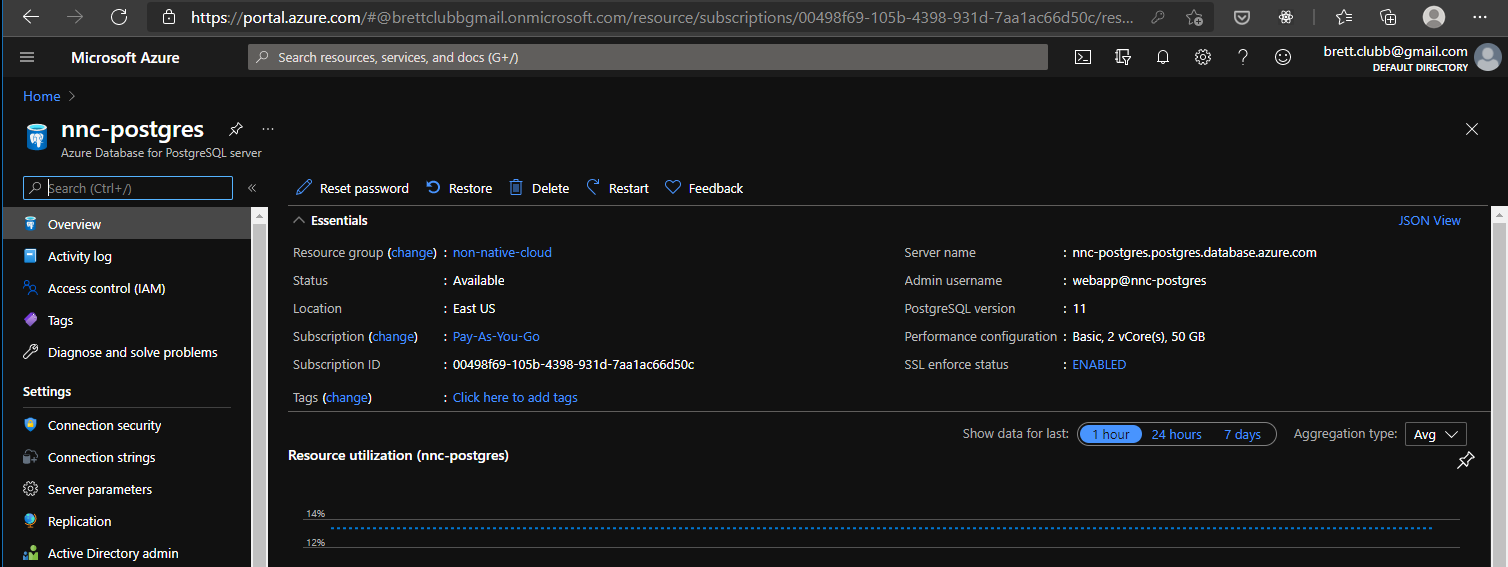 https://portal.azure.com/#@brettclubbgmail.onmicrosoft.com/resource/subscriptions/00498f69-105b-4398-931d-7aa1ac66d50c/res...
Microsoft Azure
Search resources, services, and docs (G+/)
brett.clubb@gmail.com
DEFAULT DIRECTORY
Home >
nnc-postgres
...
Azure Database for PostgreSQL server
Search (Ctrl+/)
«
Overview
Activity log
Access control (IAM)
Tags
Diagnose and solve problems
Settings
Connection security
Connection strings
Server parameters
Replication
Active Directory admin
Reset password Restore Delete Restart Feedback
Essentials
JSON View
Resource group (change) : non-native-cloud
Status : Available
Location : East US
Subscription (change) : Pay-As-You-Go
Subscription ID : 00498f69-105b-4398-931d-7aa1ac66d50c
Tags (change) : Click here to add tags
Server name : nnc-postgres.postgres.database.azure.com
Admin username : webapp@nnc-postgres
PostgreSQL version : 11
Performance configuration : Basic, 2 vCore(s), 50 GB
SSL enforce status : ENABLED
Show data for last: 1 hour 24 hours 7 days Aggregation type: Avg
Resource utilization (nnc-postgres)
14%
12%